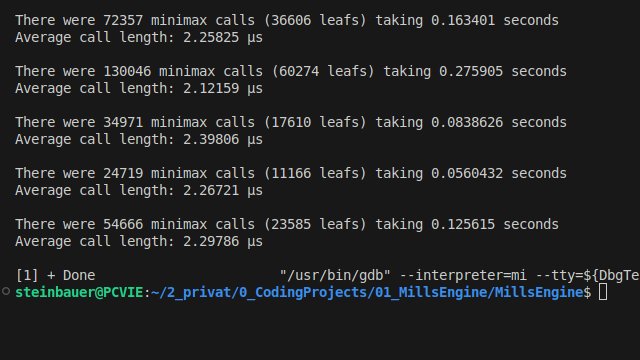 There were 72357 minimax calls (36606 leafs) taking 0.163401 seconds
Average call length: 2.25825 µs
There were 130046 minimax calls (60274 leafs) taking 0.275905 seconds
Average call length: 2.12159 µs
There were 34971 minimax calls (17610 leafs) taking 0.0838626 seconds
Average call length: 2.39806 µs
There were 24719 minimax calls (11166 leafs) taking 0.0560432 seconds
Average call length: 2.26721 µs
There were 54666 minimax calls (23585 leafs) taking 0.125615 seconds
Average call length: 2.29786 µs
[1] + Done                       "/usr/bin/gdb" --interpreter=mi --tty=${DbgTe
steinbauer@PCVIE:~/2_privat/0_CodingProjects/01_MillsEngine/MillsEngine$